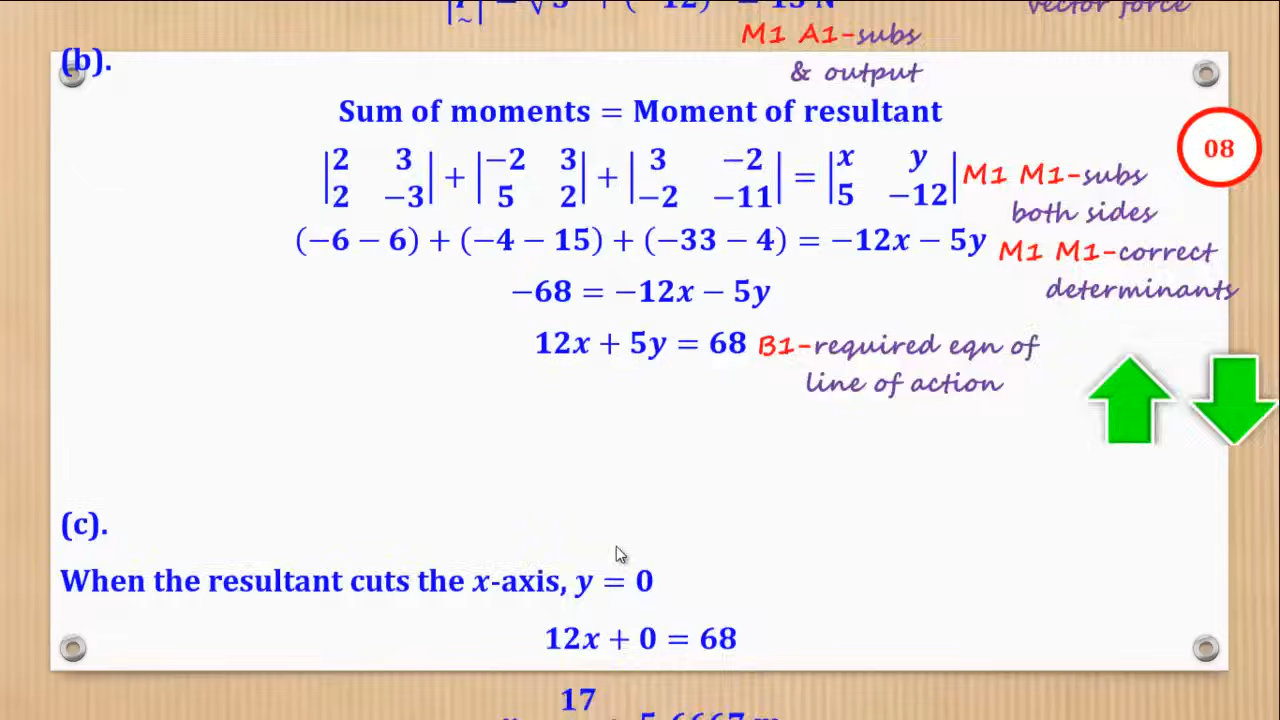 vector force
M1 A1-subs
& output
(b).
Sum of moments = Moment of resultant
|2 3; 2 −3| + |−2 3; 5 2| + |3 −2; −2 −11| = |x y; 5 −12| M1 M1-subs
both sides
08
(−6 − 6) + (−4 − 15) + (−33 − 4) = −12x − 5y M1 M1-correct
determinants
−68 = −12x − 5y
12x + 5y = 68 B1-required eqn of
line of action
(c).
When the resultant cuts the x-axis, y = 0
12x + 0 = 68
17